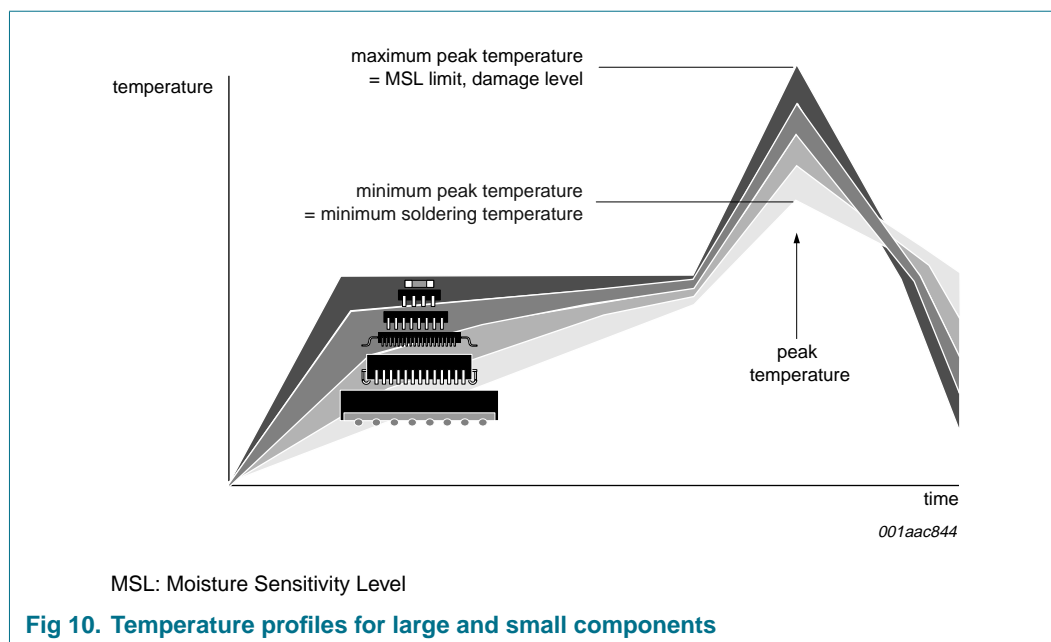 maximum peak temperature
= MSL limit, damage level
temperature
minimum peak temperature
= minimum soldering temperature
peak
temperature
time
001aac844
MSL: Moisture Sensitivity Level
Fig 10. Temperature profiles for large and small components